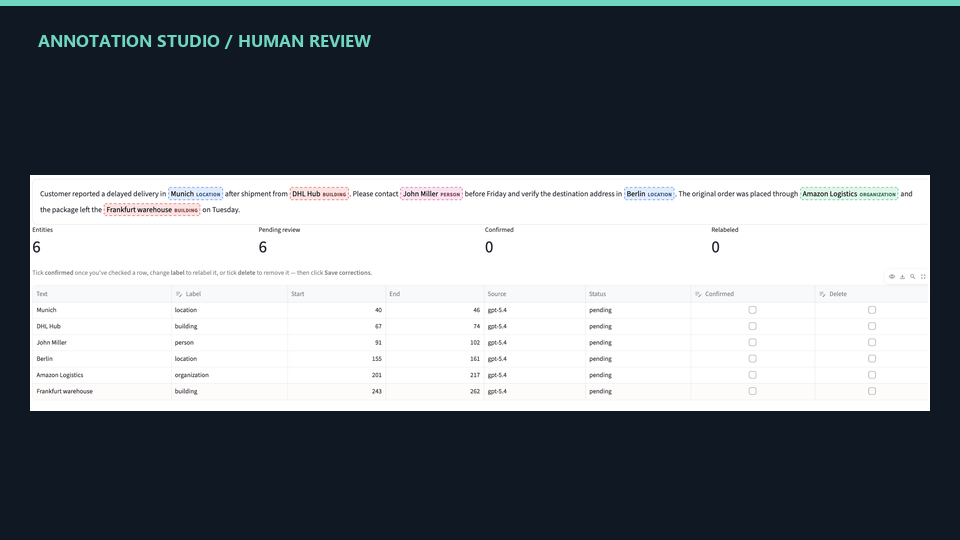 ANNOTATION STUDIO / HUMAN REVIEW
Customer reported a delayed delivery in Munich LOCATION after shipment from DHL Hub BUILDING. Please contact John Miller PERSON before Friday and verify the destination address in Berlin LOCATION. The original order was placed through Amazon Logistics ORGANIZATION and
the package left the Frankfurt warehouse BUILDING on Tuesday.
Entities Pending review Confirmed Relabeled
6 6 0 0
Tick confirmed once you've checked a row, change label to relabel it, or tick delete to remove it — then click Save corrections.
Text Label Start End Source Status Confirmed Delete
Munich location 40 46 gpt-5.4 pending
DHL Hub building 67 74 gpt-5.4 pending
John Miller person 91 102 gpt-5.4 pending
Berlin location 155 161 gpt-5.4 pending
Amazon Logistics organization 201 217 gpt-5.4 pending
Frankfurt warehouse building 243 262 gpt-5.4 pending